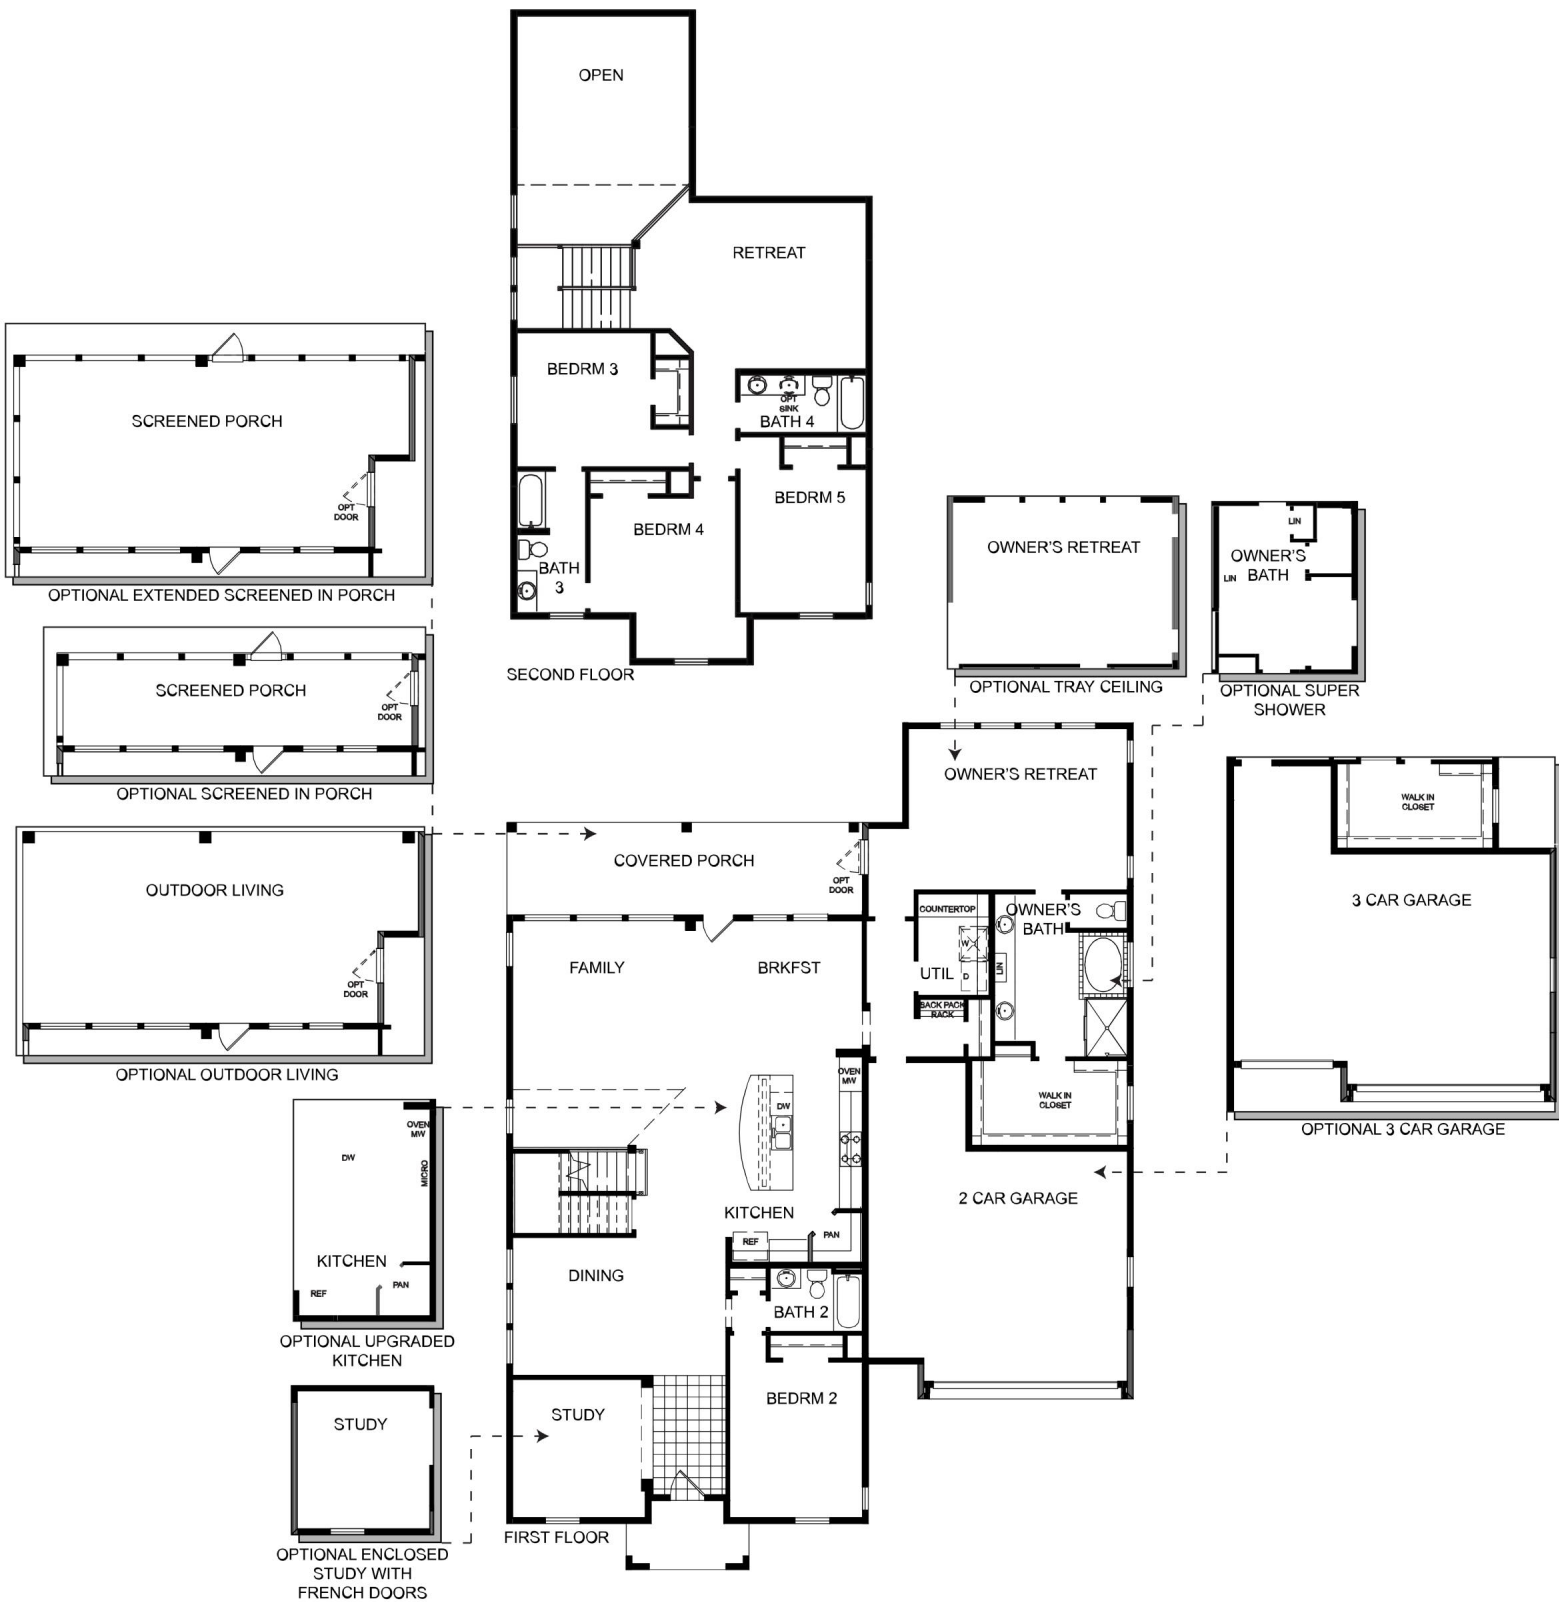 OPEN
RETREAT
BEDRM 3
OPT
SINK
BATH 4
BEDRM 5
BEDRM 4
BATH
3
SECOND FLOOR
SCREENED PORCH
OPT
DOOR
OPTIONAL EXTENDED SCREENED IN PORCH
SCREENED PORCH
OPT
DOOR
OPTIONAL SCREENED IN PORCH
OUTDOOR LIVING
OPT
DOOR
OPTIONAL OUTDOOR LIVING
OVEN
MW
DW
MICRO
KITCHEN
REF
PAN
OPTIONAL UPGRADED
KITCHEN
STUDY
OPTIONAL ENCLOSED
STUDY WITH
FRENCH DOORS
OWNER'S RETREAT
OPTIONAL TRAY CEILING
LIN
OWNER'S
BATH
LIN
OPTIONAL SUPER
SHOWER
WALK IN
CLOSET
3 CAR GARAGE
OPTIONAL 3 CAR GARAGE
OWNER'S RETREAT
COVERED PORCH
OPT
DOOR
COUNTERTOP
OWNER'S
BATH
W
UTIL
D
LIN
BACK PACK
RACK
FAMILY
BRKFST
OVEN
MW
DW
WALK IN
CLOSET
KITCHEN
REF
PAN
2 CAR GARAGE
DINING
BATH 2
BEDRM 2
STUDY
FIRST FLOOR